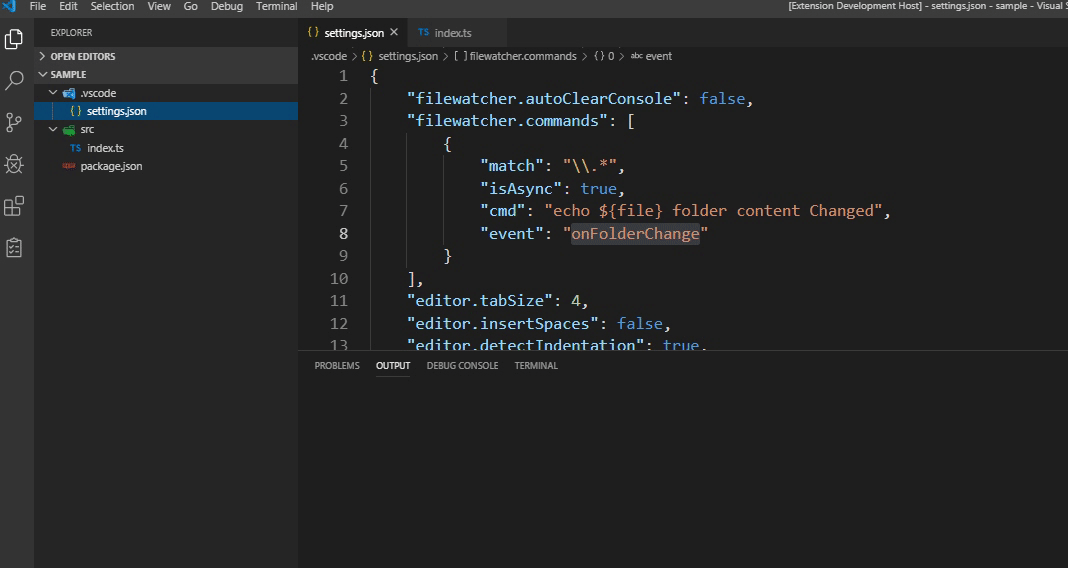 File Edit Selection View Go Debug Terminal Help [Extension Development Host] - settings.json - sample - Visual S
EXPLORER
OPEN EDITORS
SAMPLE
.vscode
{ } settings.json
src
TS index.ts
package.json
{ } settings.json × TS index.ts
.vscode > { } settings.json > [ ] filewatcher.commands > { } 0 > abc event
1 {
2 "filewatcher.autoClearConsole": false,
3 "filewatcher.commands": [
4 {
5 "match": "\\.*",
6 "isAsync": true,
7 "cmd": "echo ${file} folder content Changed",
8 "event": "onFolderChange"
9 }
10 ],
11 "editor.tabSize": 4,
12 "editor.insertSpaces": false,
13 "editor.detectIndentation": true,
PROBLEMS OUTPUT DEBUG CONSOLE TERMINAL